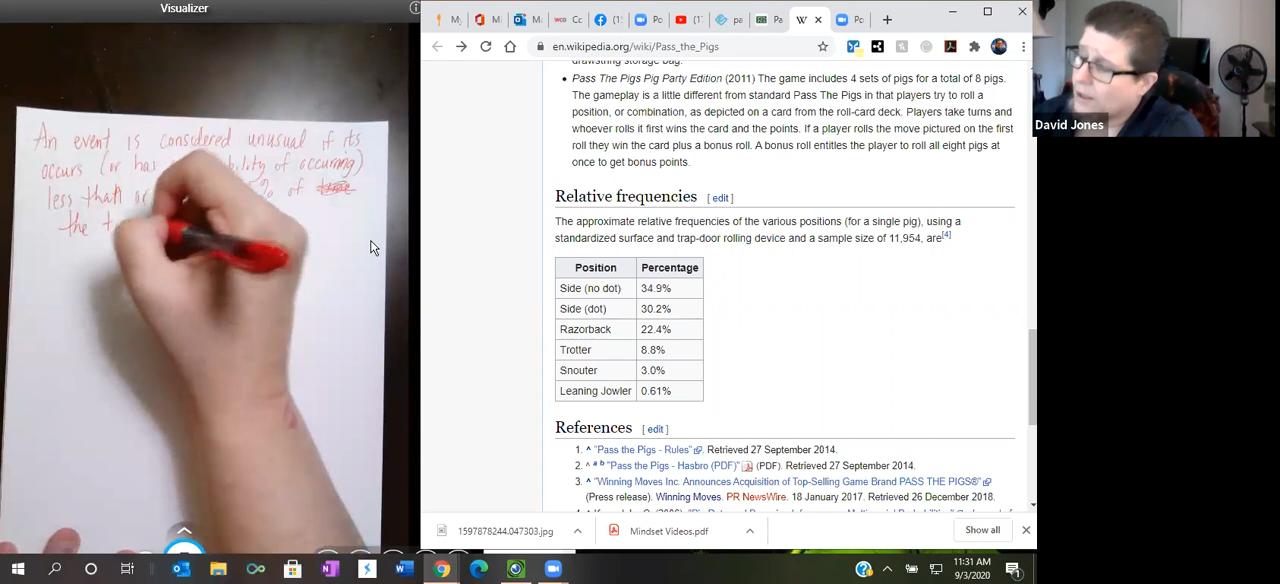 Visualizer
en.wikipedia.org/wiki/Pass_the_Pigs
David Jones
An event is considered unusual if its
occurs (or has bility of occuring)
less than or 5% of
the t
drawstring storage bag.
Pass The Pigs Pig Party Edition (2011) The game includes 4 sets of pigs for a total of 8 pigs.
The gameplay is a little different from standard Pass The Pigs in that players try to roll a
position, or combination, as depicted on a card from the roll-card deck. Players take turns and
whoever rolls it first wins the card and the points. If a player rolls the move pictured on the first
roll they win the card plus a bonus roll. A bonus roll entitles the player to roll all eight pigs at
once to get bonus points.
Relative frequencies [ edit ]
The approximate relative frequencies of the various positions (for a single pig), using a
standardized surface and trap-door rolling device and a sample size of 11,954, are[4]
Position Percentage
Side (no dot) 34.9%
Side (dot) 30.2%
Razorback 22.4%
Trotter 8.8%
Snouter 3.0%
Leaning Jowler 0.61%
References [ edit ]
1. ^ "Pass the Pigs - Rules". Retrieved 27 September 2014.
2. ^ a b "Pass the Pigs - Hasbro (PDF)" (PDF). Retrieved 27 September 2014.
3. ^ "Winning Moves Inc. Announces Acquisition of Top-Selling Game Brand PASS THE PIGS®"
(Press release). Winning Moves. PR NewsWire. 18 January 2017. Retrieved 26 December 2018.
1597878244.047303.jpg
Mindset Videos.pdf
Show all
11:31 AM
9/3/2020